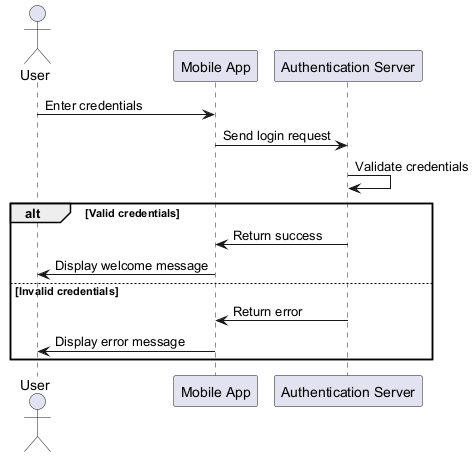 User
Mobile App
Authentication Server
Enter credentials
Send login request
Validate credentials
alt
[Valid credentials]
Return success
Display welcome message
[Invalid credentials]
Return error
Display error message
User
Mobile App
Authentication Server